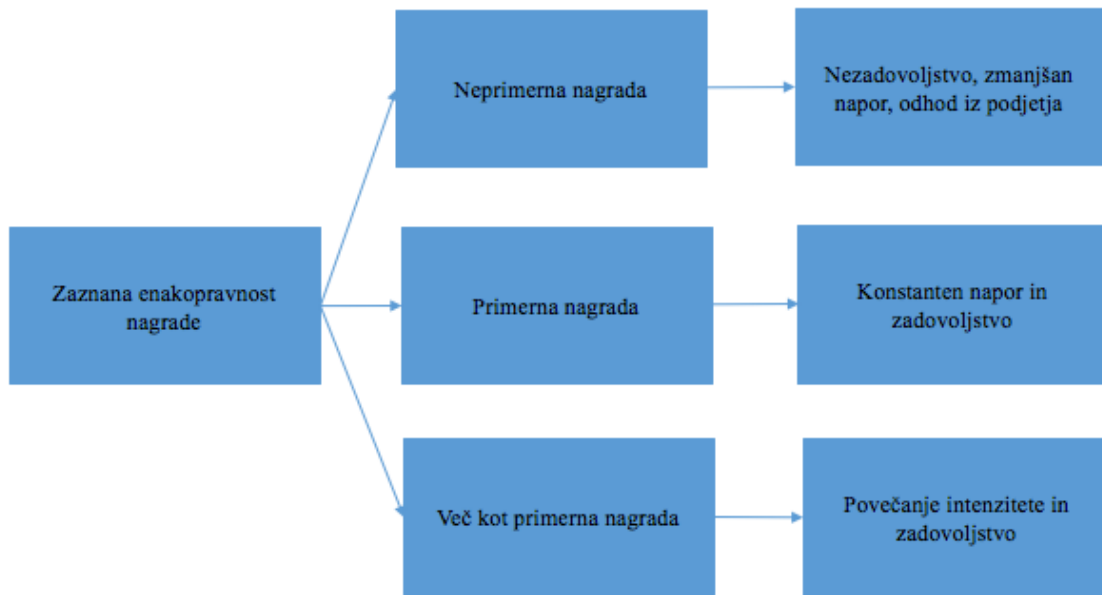 Neprimerna nagrada
Nezadovoljstvo, zmanjšan
napor, odhod iz podjetja
Zaznana enakopravnost
nagrade
Primerna nagrada
Konstanten napor in
zadovoljstvo
Več kot primerna nagrada
Povečanje intenzitete in
zadovoljstvo